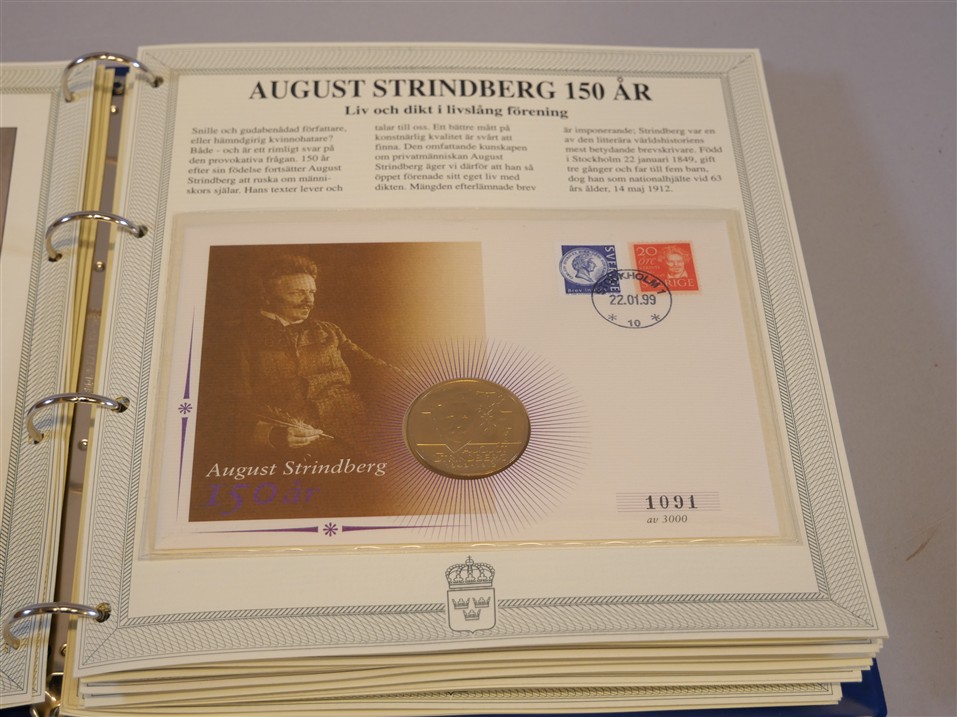 AUGUST STRINDBERG 150 ÅR
Liv och dikt i livslång förening
Snille och gudabenådad författare,
eller hämndgirig kvinnohatare?
Både - och är ett rimligt svar på
den provokativa frågan. 150 år
efter sin födelse fortsätter August
Strindberg att ruska om männi-
skors själar. Hans texter lever och
talar till oss. Ett bättre mått på
konstnärlig kvalitet är svårt att
finna. Den omfattande kunskapen
om privatmänniskan August
Strindberg äger vi därför att han så
öppet förenade sitt eget liv med
dikten. Mängden efterlämnade brev
är imponerande; Strindberg var en
av den litterära världshistoriens
mest betydande brevskrivare. Född
i Stockholm 22 januari 1849, gift
tre gånger och far till fem barn,
dog han som nationalhjälte vid 63
års ålder, 14 maj 1912.
SVERIGE
20
öre
SVERIGE
STOCKHOLM 1
22.01.99
* 10 *
STRINDBERG
August Strindberg
150 år
1091
av 3000